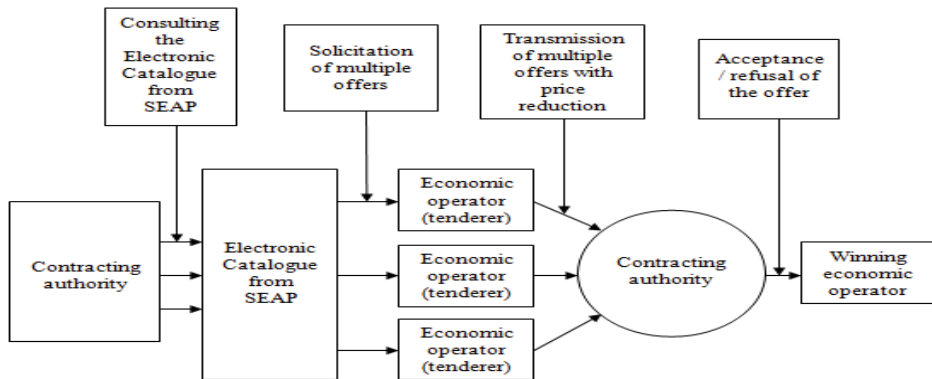 Consulting
the
Electronic
Catalogue
from
SEAP
Solicitation
of multiple
offers
Transmission
of multiple
offers with
price
reduction
Acceptance
/ refusal of
the offer
Contracting
authority
Electronic
Catalogue
from
SEAP
Economic
operator
(tenderer)
Economic
operator
(tenderer)
Economic
operator
(tenderer)
Contracting
authority
Winning
economic
operator